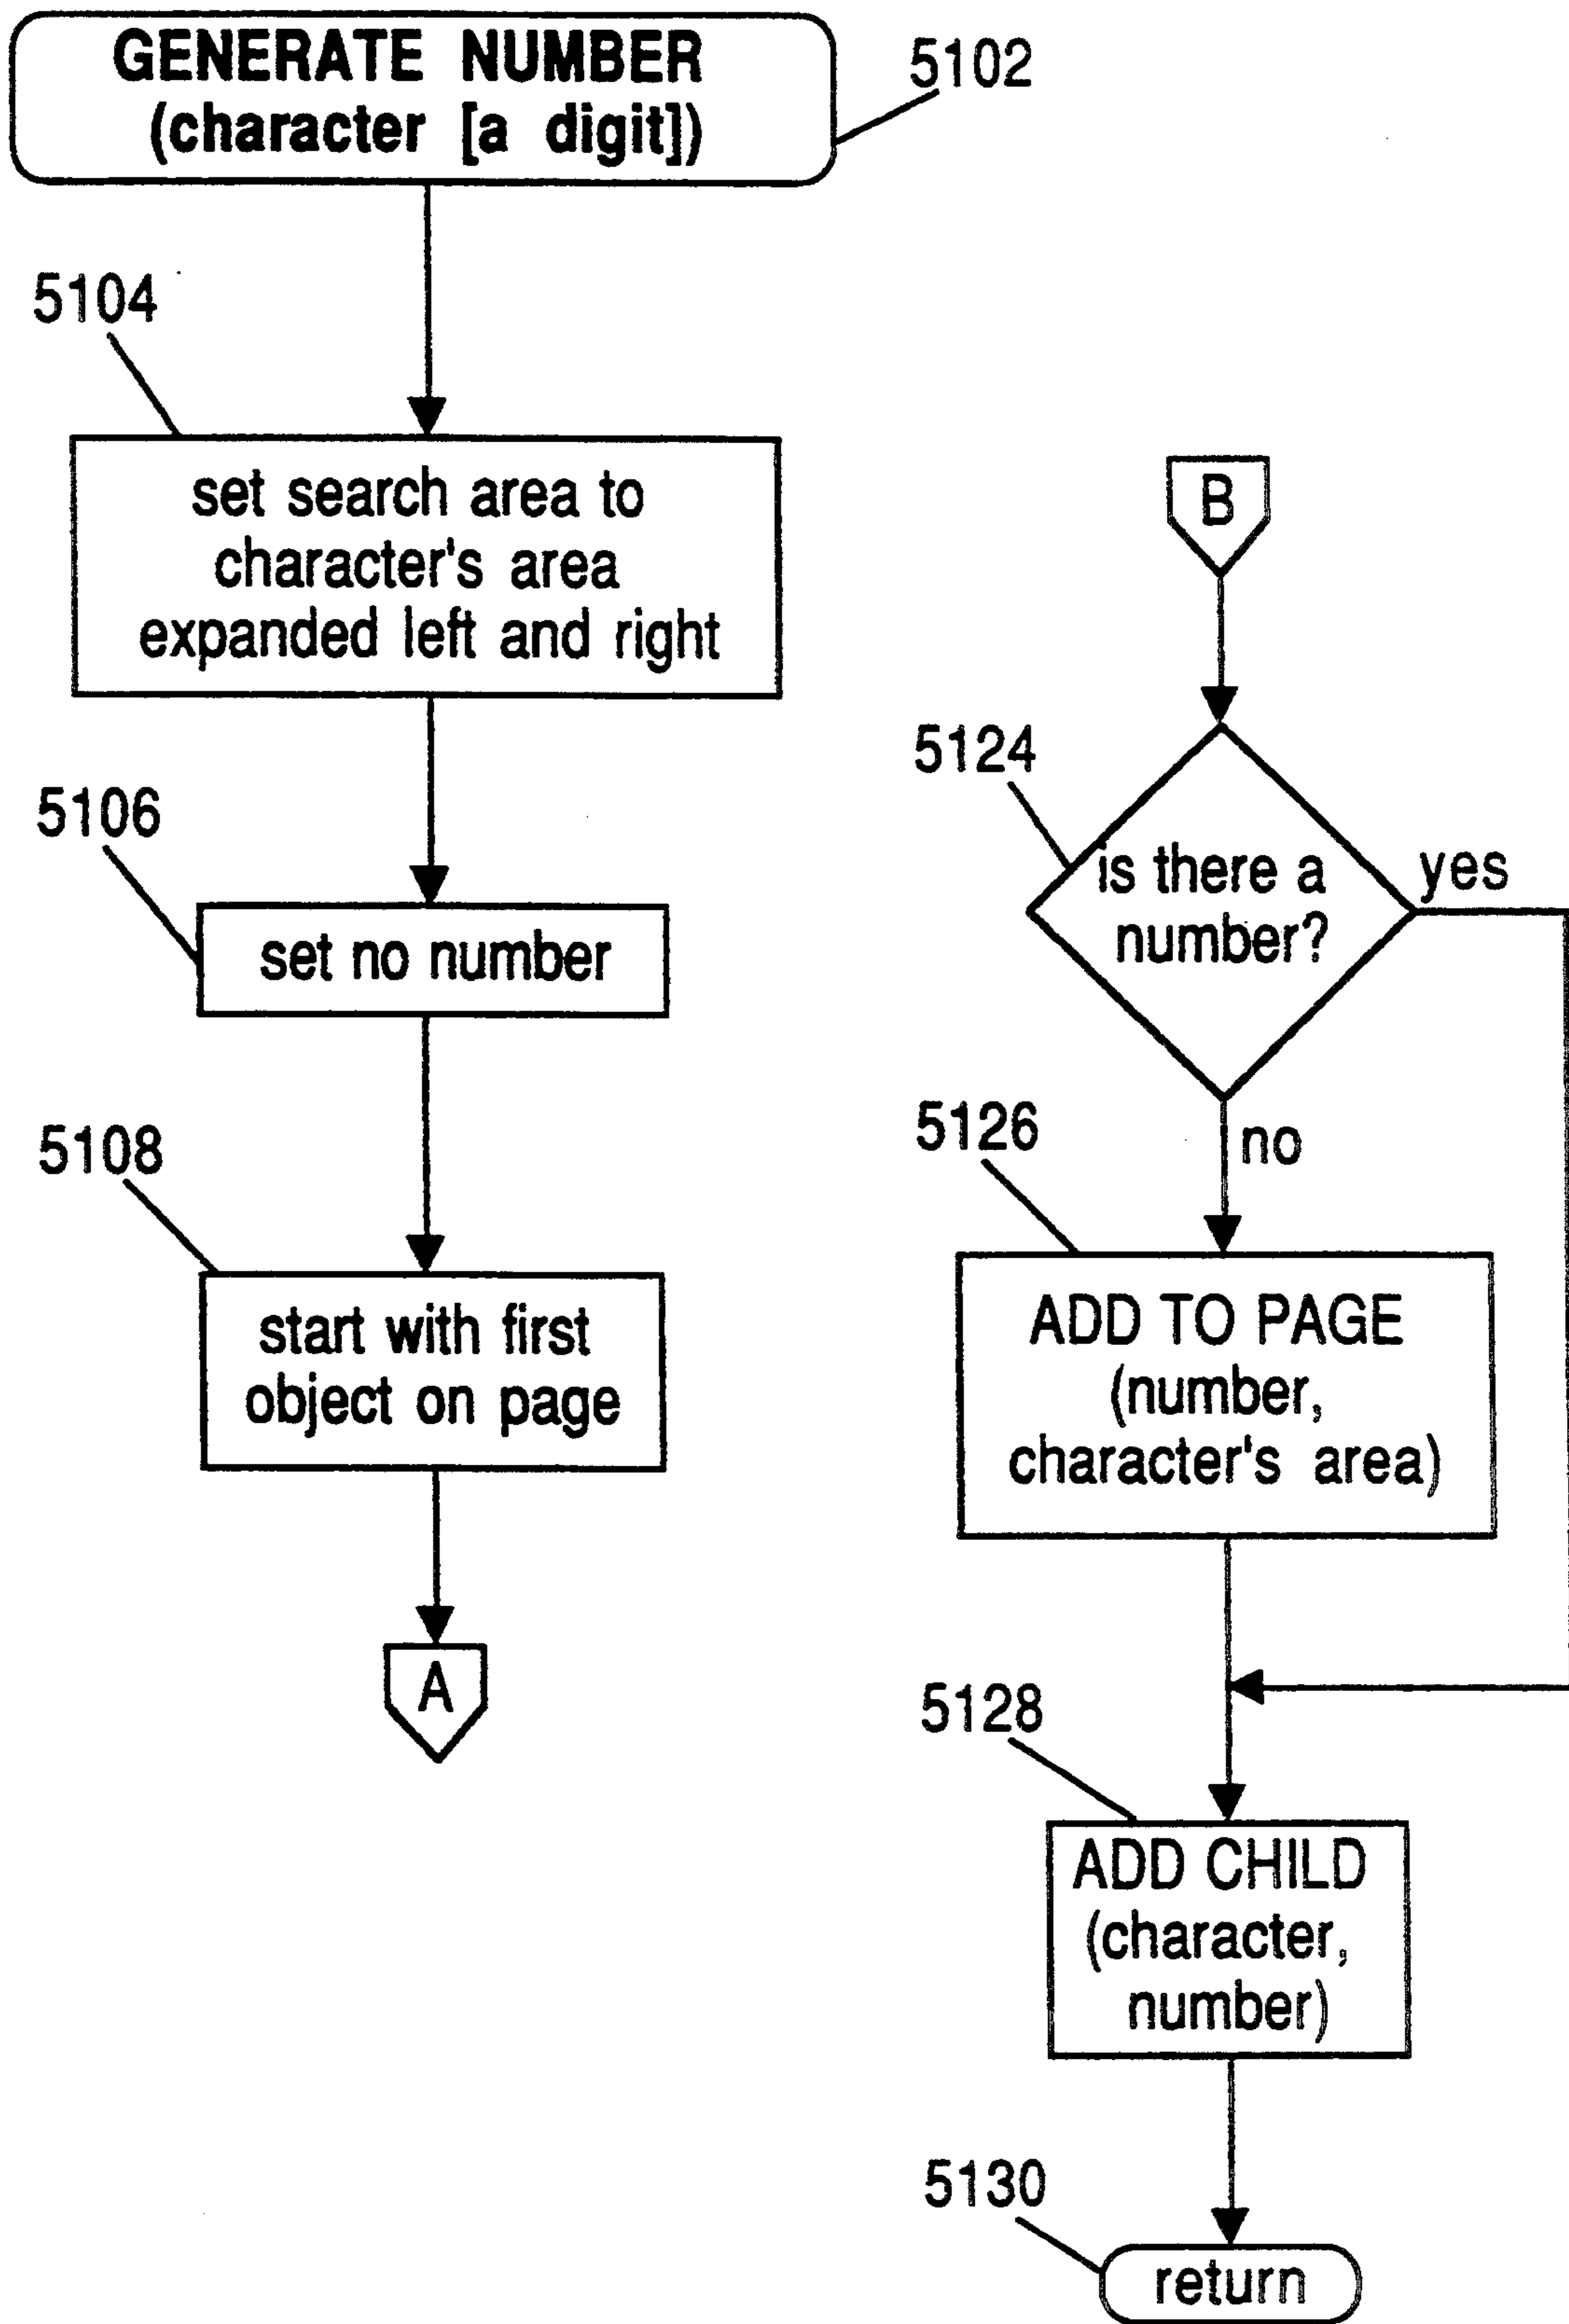 GENERATE NUMBER
(character [a digit])
5102
5104
set search area to
character's area
expanded left and right
5106
set no number
5108
start with first
object on page
A
B
5124
is there a
number?
yes
no
5126
ADD TO PAGE
(number,
character's area)
5128
ADD CHILD
(character,
number)
5130
return